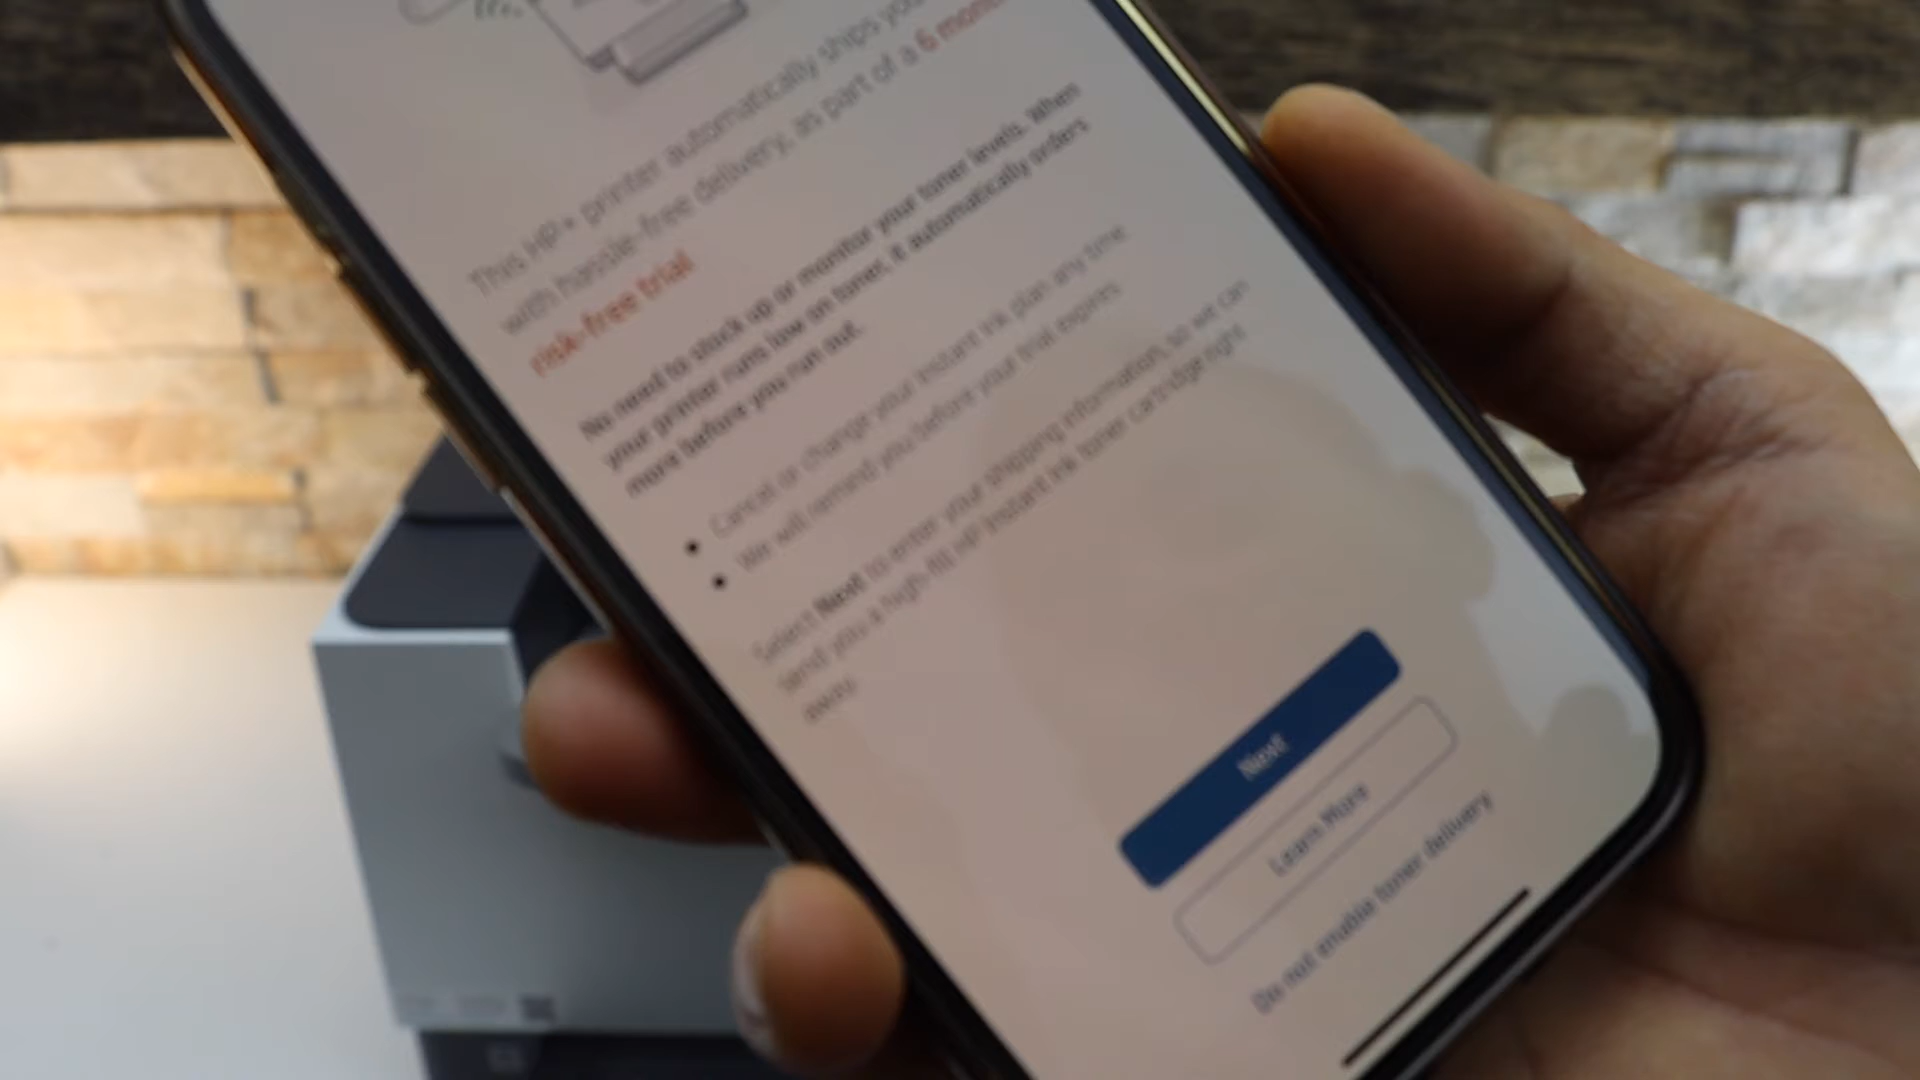 This HP+ printer automatically ships you
with hassle-free delivery, as part of a 6 month
risk-free trial
No need to stock up or monitor your toner levels. When
your printer runs low on toner, it automatically orders
more before you run out.
• Cancel or change your Instant Ink plan any time
• We will remind you before your trial expires
Select Next to enter your shipping information, so we can
send you a high-fill HP Instant Ink toner cartridge right
away.
Next
Learn More
Do not enable toner delivery